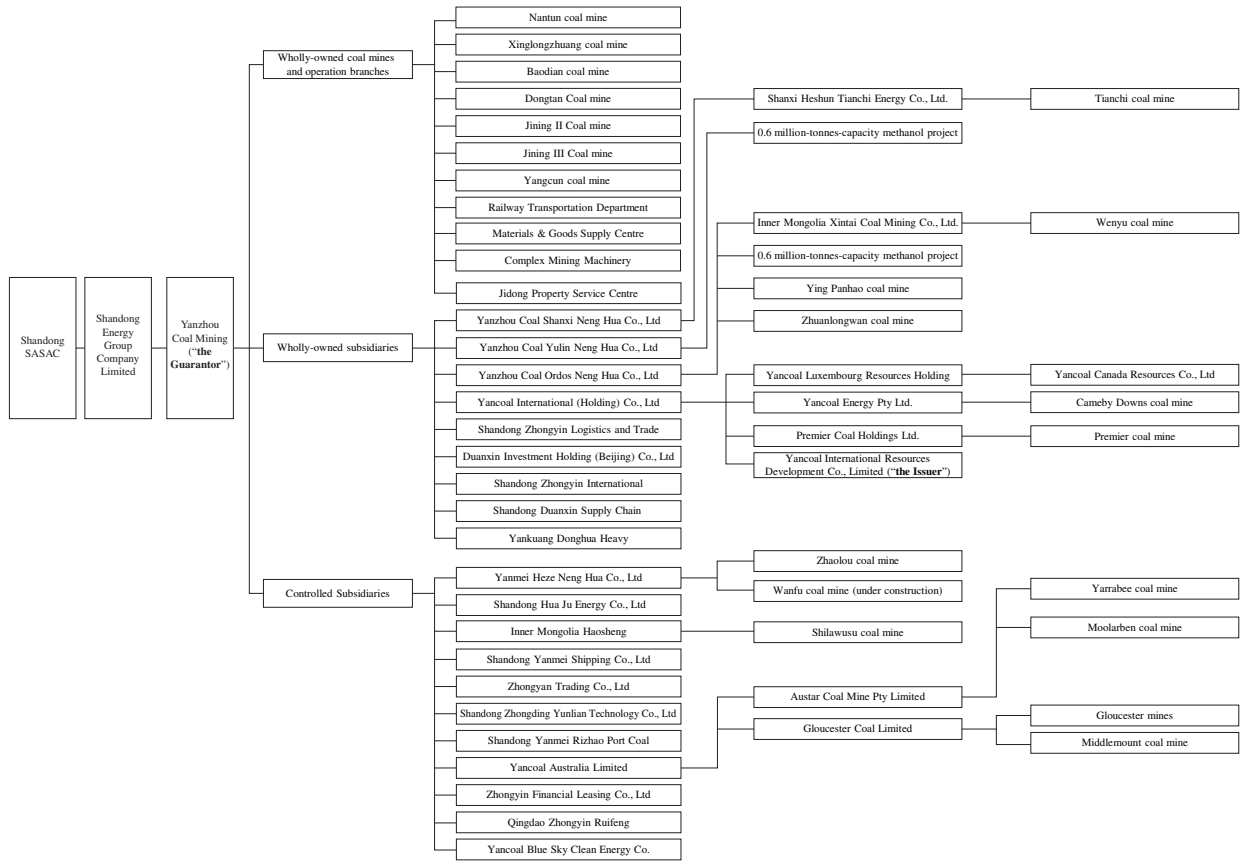 Shandong
SASAC
Shandong
Energy
Group
Company
Limited
Yanzhou
Coal Mining
(“the
Guarantor”)
Wholly-owned coal mines
and operation branches
Nantun coal mine
Xinglongzhuang coal mine
Baodian coal mine
Dongtan Coal mine
Jining II Coal mine
Jining III Coal mine
Yangcun coal mine
Railway Transportation Department
Materials & Goods Supply Centre
Complex Mining Machinery
Jidong Property Service Centre
Wholly-owned subsidiaries
Yanzhou Coal Shanxi Neng Hua Co., Ltd
Yanzhou Coal Yulin Neng Hua Co., Ltd
Yanzhou Coal Ordos Neng Hua Co., Ltd
Yancoal International (Holding) Co., Ltd
Shandong Zhongyin Logistics and Trade
Duanxin Investment Holding (Beijing) Co., Ltd
Shandong Zhongyin International
Shandong Duanxin Supply Chain
Yankuang Donghua Heavy
Controlled Subsidiaries
Yanmei Heze Neng Hua Co., Ltd
Shandong Hua Ju Energy Co., Ltd
Inner Mongolia Haosheng
Shandong Yanmei Shipping Co., Ltd
Zhongyan Trading Co., Ltd
Shandong Zhongding Yunlian Technology Co., Ltd
Shandong Yanmei Rizhao Port Coal
Yancoal Australia Limited
Zhongyin Financial Leasing Co., Ltd
Qingdao Zhongyin Ruifeng
Yancoal Blue Sky Clean Energy Co.
Shanxi Heshun Tianchi Energy Co., Ltd.
0.6 million-tonnes-capacity methanol project
Inner Mongolia Xintai Coal Mining Co., Ltd.
0.6 million-tonnes-capacity methanol project
Ying Panhao coal mine
Zhuanlongwan coal mine
Yancoal Luxembourg Resources Holding
Yancoal Energy Pty Ltd.
Premier Coal Holdings Ltd.
Yancoal International Resources
Development Co., Limited (“the Issuer”)
Zhaolou coal mine
Wanfu coal mine (under construction)
Shilawusu coal mine
Austar Coal Mine Pty Limited
Gloucester Coal Limited
Tianchi coal mine
Wenyu coal mine
Yancoal Canada Resources Co., Ltd
Cameby Downs coal mine
Premier coal mine
Yarrabee coal mine
Moolarben coal mine
Gloucester mines
Middlemount coal mine